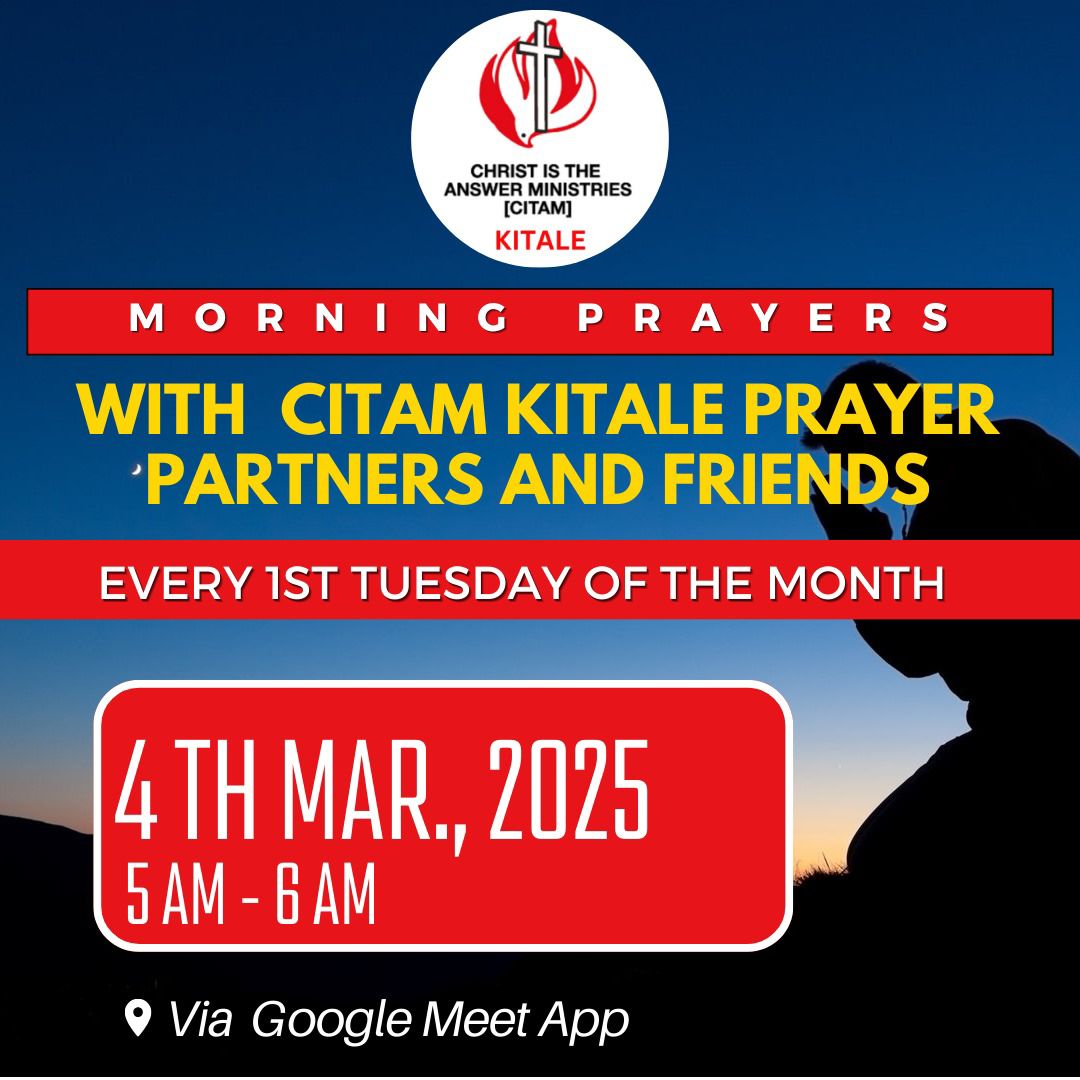 CHRIST IS THE
ANSWER MINISTRIES
[CITAM]
KITALE
MORNING PRAYERS
WITH CITAM KITALE PRAYER
PARTNERS AND FRIENDS
EVERY 1ST TUESDAY OF THE MONTH
4 TH MAR., 2025
5 AM - 6 AM
Via Google Meet App